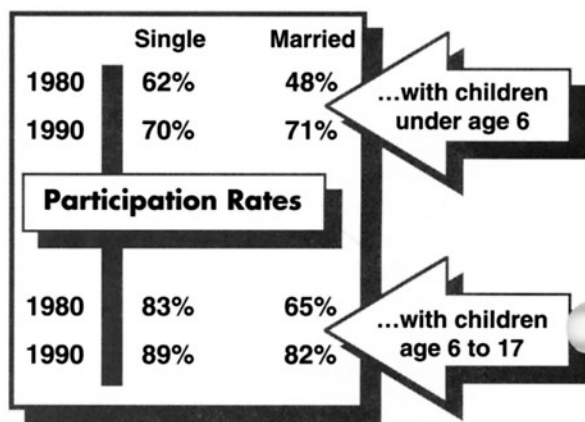 Single Married
1980 62% 48%
1990 70% 71%
...with children
under age 6
Participation Rates
1980 83% 65%
1990 89% 82%
...with children
age 6 to 17